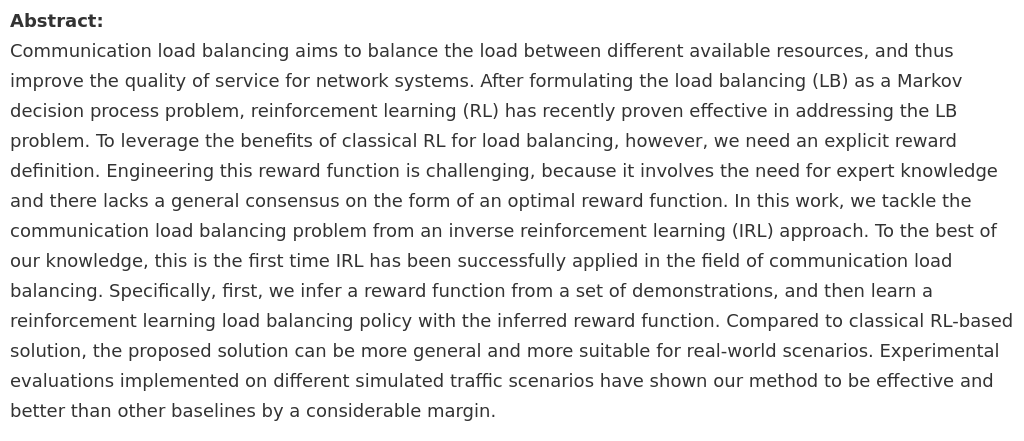 Abstract:
Communication load balancing aims to balance the load between different available resources, and thus
improve the quality of service for network systems. After formulating the load balancing (LB) as a Markov
decision process problem, reinforcement learning (RL) has recently proven effective in addressing the LB
problem. To leverage the benefits of classical RL for load balancing, however, we need an explicit reward
definition. Engineering this reward function is challenging, because it involves the need for expert knowledge
and there lacks a general consensus on the form of an optimal reward function. In this work, we tackle the
communication load balancing problem from an inverse reinforcement learning (IRL) approach. To the best of
our knowledge, this is the first time IRL has been successfully applied in the field of communication load
balancing. Specifically, first, we infer a reward function from a set of demonstrations, and then learn a
reinforcement learning load balancing policy with the inferred reward function. Compared to classical RL-based
solution, the proposed solution can be more general and more suitable for real-world scenarios. Experimental
evaluations implemented on different simulated traffic scenarios have shown our method to be effective and
better than other baselines by a considerable margin.